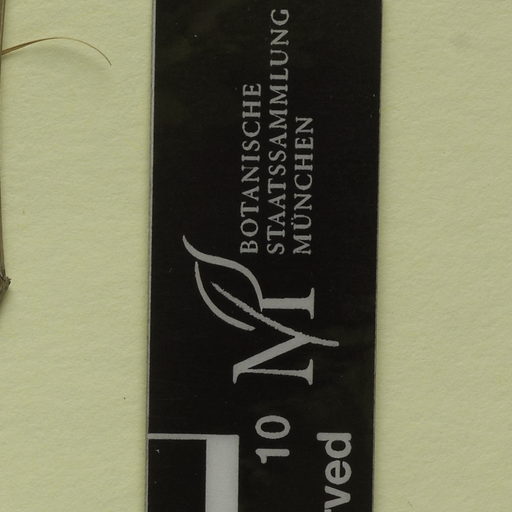 BOTANISCHE
STAATSSAMMLUNG
MÜNCHEN
10
rved